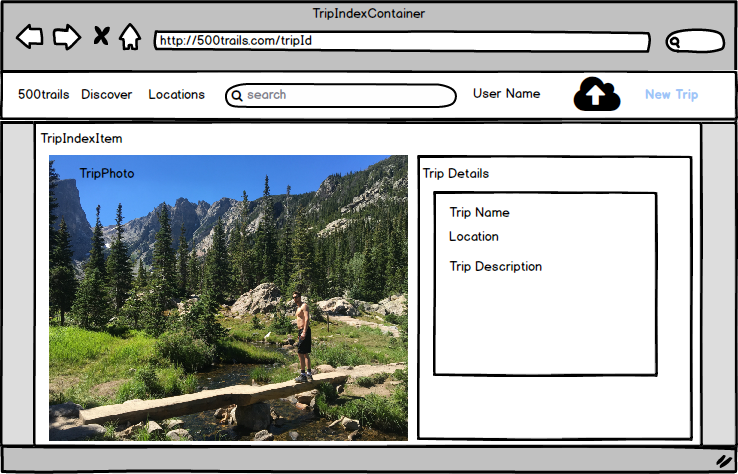 TripIndexContainer
http://500trails.com/tripId
500trails Discover Locations search User Name New Trip
TripIndexItem
TripPhoto
Trip Details
Trip Name
Location
Trip Description